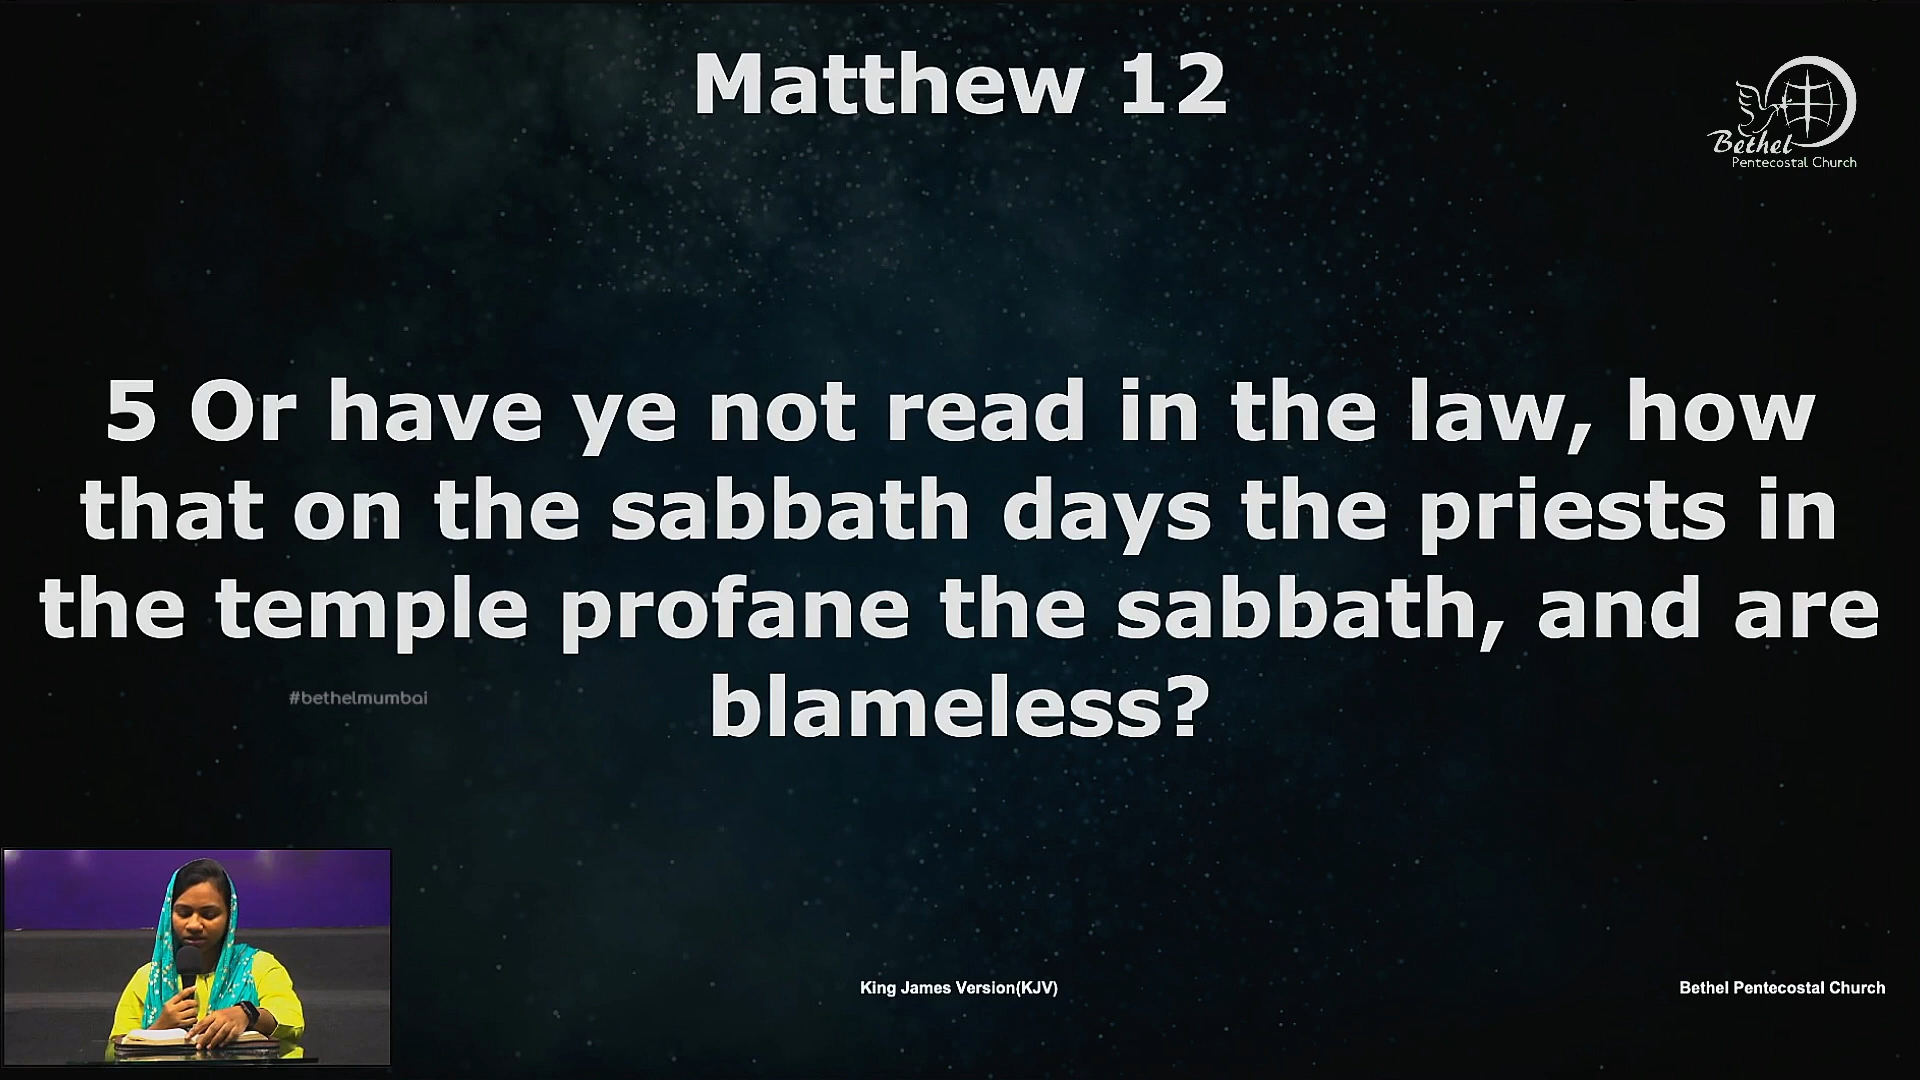 Matthew 12
Bethel
Pentecostal Church
5 Or have ye not read in the law, how
that on the sabbath days the priests in
the temple profane the sabbath, and are
blameless?
#bethelmumbai
King James Version(KJV)
Bethel Pentecostal Church